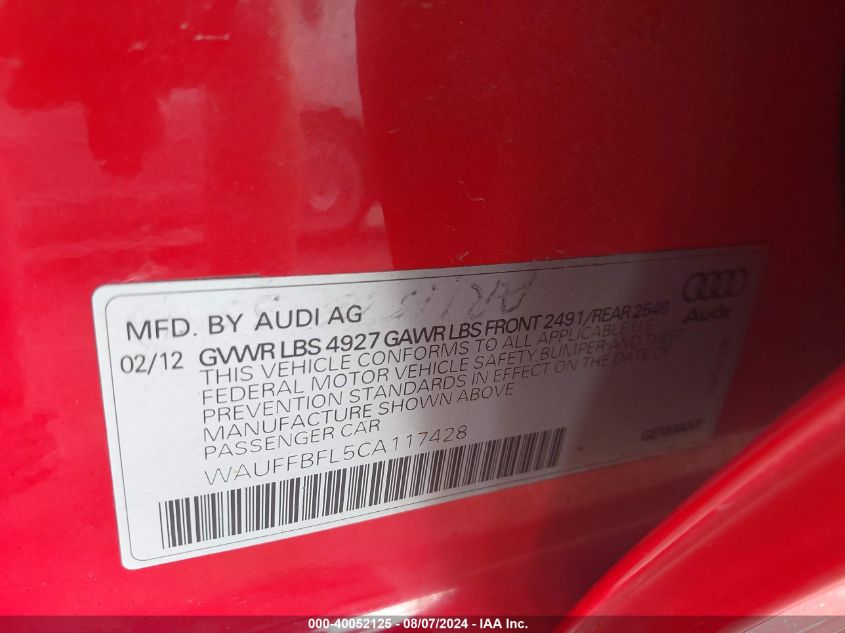 MFD. BY AUDI AG
Audi
02/12 GVWR LBS 4927 GAWR LBS FRONT 2491/REAR 2546
THIS VEHICLE CONFORMS TO ALL APPLICABLE U.S.
FEDERAL MOTOR VEHICLE SAFETY BUMPER AND THEFT
PREVENTION STANDARDS IN EFFECT ON THE DATE OF
MANUFACTURE SHOWN ABOVE
PASSENGER CAR
GERMANY
WAUFFBFL5CA117428
000-40052125 - 08/07/2024 - IAA Inc.